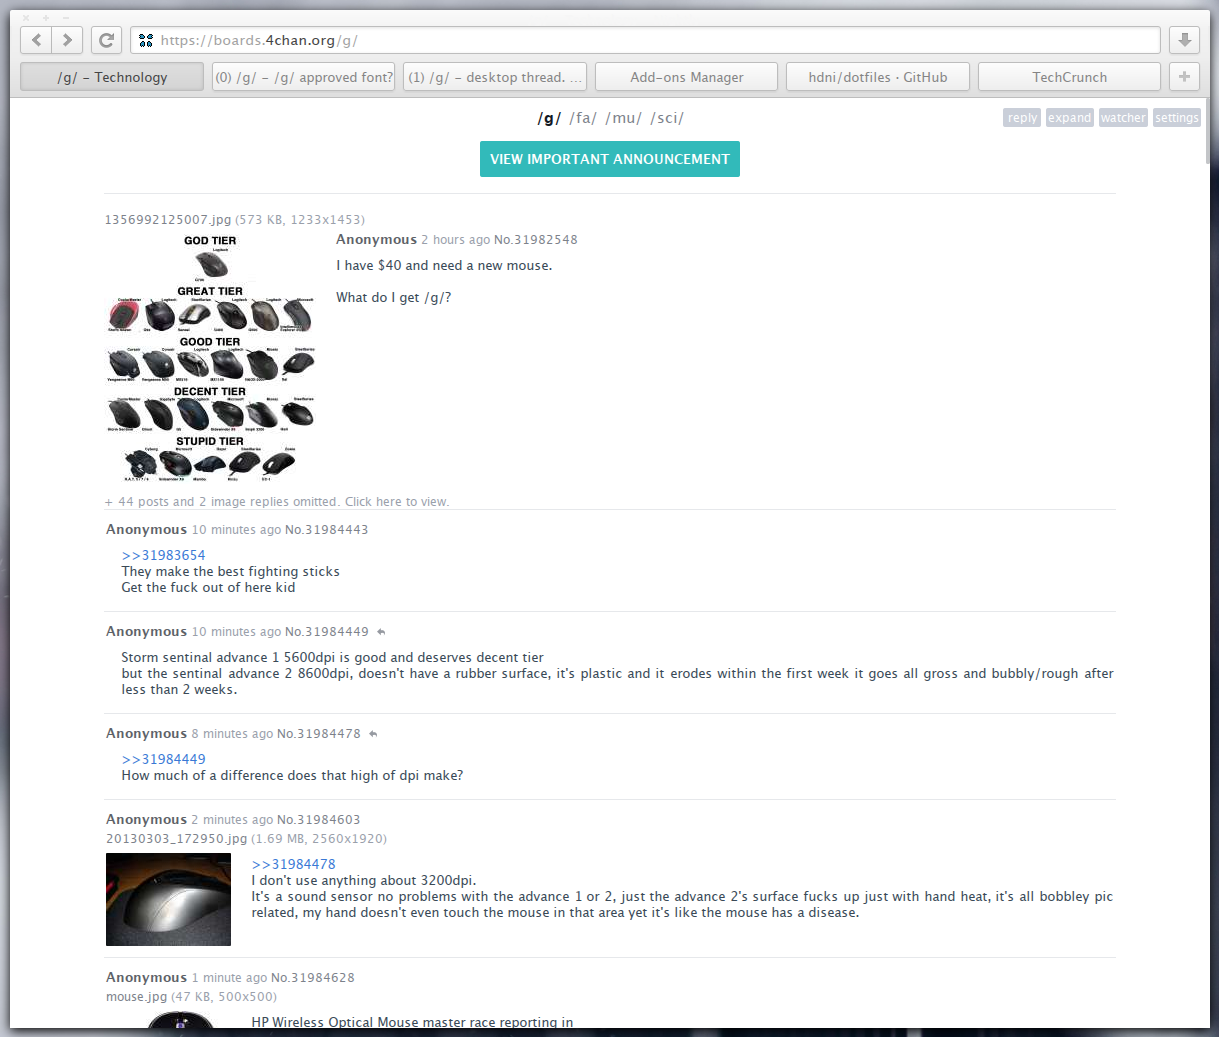 https://boards.4chan.org/g/
/g/ – Technology
(0) /g/ – /g/ approved font?
(1) /g/ – desktop thread. ...
Add-ons Manager
hdni/dotfiles · GitHub
TechCrunch
/g/ /fa/ /mu/ /sci/
reply expand watcher settings
VIEW IMPORTANT ANNOUNCEMENT
1356992125007.jpg (573 KB, 1233x1453)
GOD TIER
Logitech
GREAT TIER
GOOD TIER
DECENT TIER
STUPID TIER
Anonymous 2 hours ago No.31982548
I have $40 and need a new mouse.
What do I get /g/?
+ 44 posts and 2 image replies omitted. Click here to view.
Anonymous 10 minutes ago No.31984443
>>31983654
They make the best fighting sticks
Get the fuck out of here kid
Anonymous 10 minutes ago No.31984449
Storm sentinal advance 1 5600dpi is good and deserves decent tier
but the sentinal advance 2 8600dpi, doesn't have a rubber surface, it's plastic and it erodes within the first week it goes all gross and bubbly/rough after
less than 2 weeks.
Anonymous 8 minutes ago No.31984478
>>31984449
How much of a difference does that high of dpi make?
Anonymous 2 minutes ago No.31984603
20130303_172950.jpg (1.69 MB, 2560x1920)
>>31984478
I don't use anything about 3200dpi.
It's a sound sensor no problems with the advance 1 or 2, just the advance 2's surface fucks up just with hand heat, it's all bobbley pic
related, my hand doesn't even touch the mouse in that area yet it's like the mouse has a disease.
Anonymous 1 minute ago No.31984628
mouse.jpg (47 KB, 500x500)
HP Wireless Optical Mouse master race reporting in